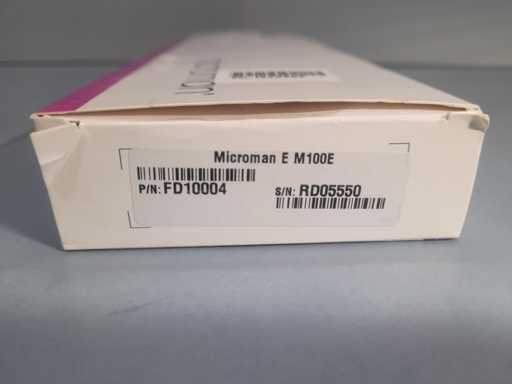 Microman E M100E
P/N: FD10004
S/N: RD05550